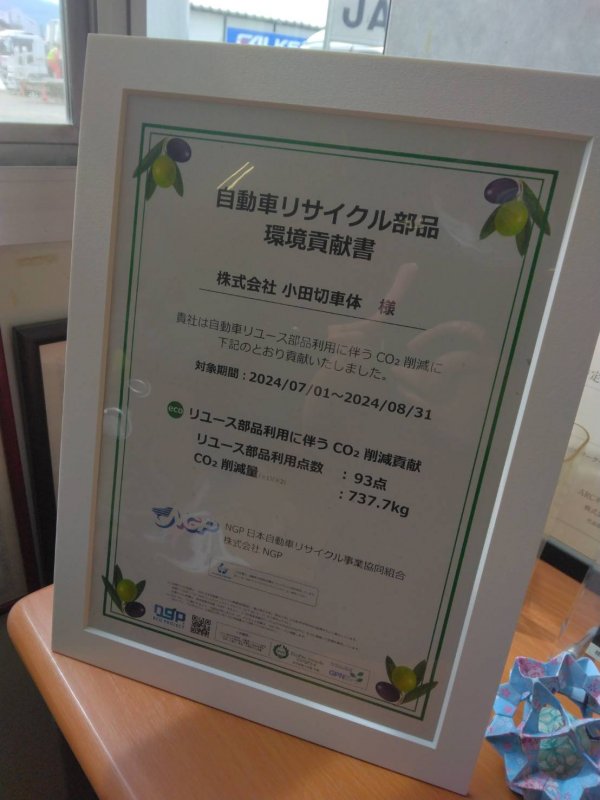 JA
FALKEN
自動車リサイクル部品
環境貢献書
株式会社 小田切車体 様
貴社は自動車リユース部品利用に伴う CO₂ 削減に
下記のとおり貢献いたしました。
対象期間：2024/07/01～2024/08/31
eco リユース部品利用に伴う CO₂ 削減貢献
リユース部品利用点数 ：93点
CO₂ 削減量 ：737.7kg
NGP
NGP 日本自動車リサイクル事業協同組合
株式会社 NGP
ngp
ECO PROJECT
GPN